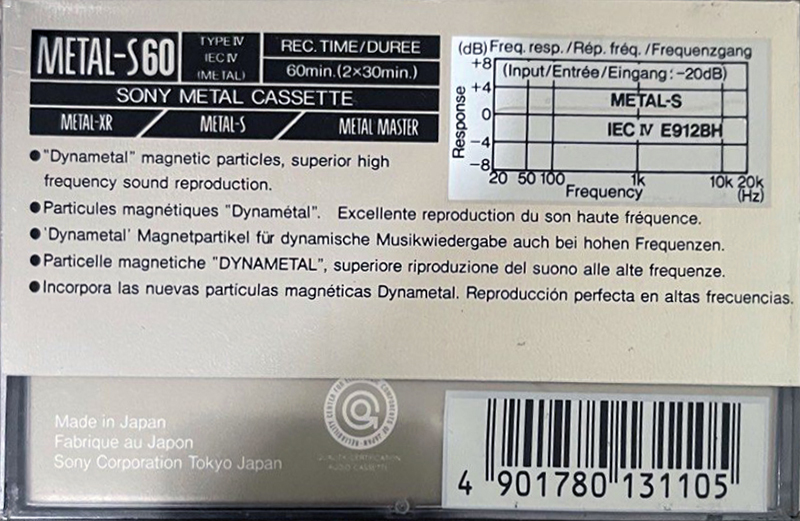 METAL-S60
TYPE IV
IEC IV
(METAL)
REC. TIME/DUREE
60min.(2×30min.)
SONY METAL CASSETTE
METAL-XR / METAL-S / METAL MASTER
(dB) Freq. resp./Rép. fréq./Frequenzgang
(Input/Entrée/Eingang: -20dB)
METAL-S
IEC IV E912BH
Response
+8
+4
0
-4
-8
20 50 100 1k 10k 20k
Frequency (Hz)
●"Dynametal" magnetic particles, superior high
frequency sound reproduction.
●Particules magnétiques "Dynamétal". Excellente reproduction du son haute fréquence.
●'Dynametal' Magnetpartikel für dynamische Musikwiedergabe auch bei hohen Frequenzen.
●Particelle magnetiche "DYNAMETAL", superiore riproduzione del suono alle alte frequenze.
●Incorpora las nuevas partículas magnéticas Dynametal. Reproducción perfecta en altas frecuencias.
Made in Japan
Fabrique au Japon
Sony Corporation Tokyo Japan
QUALITY CERTIFICATION
AUDIO CASSETTE
4 901780 131105